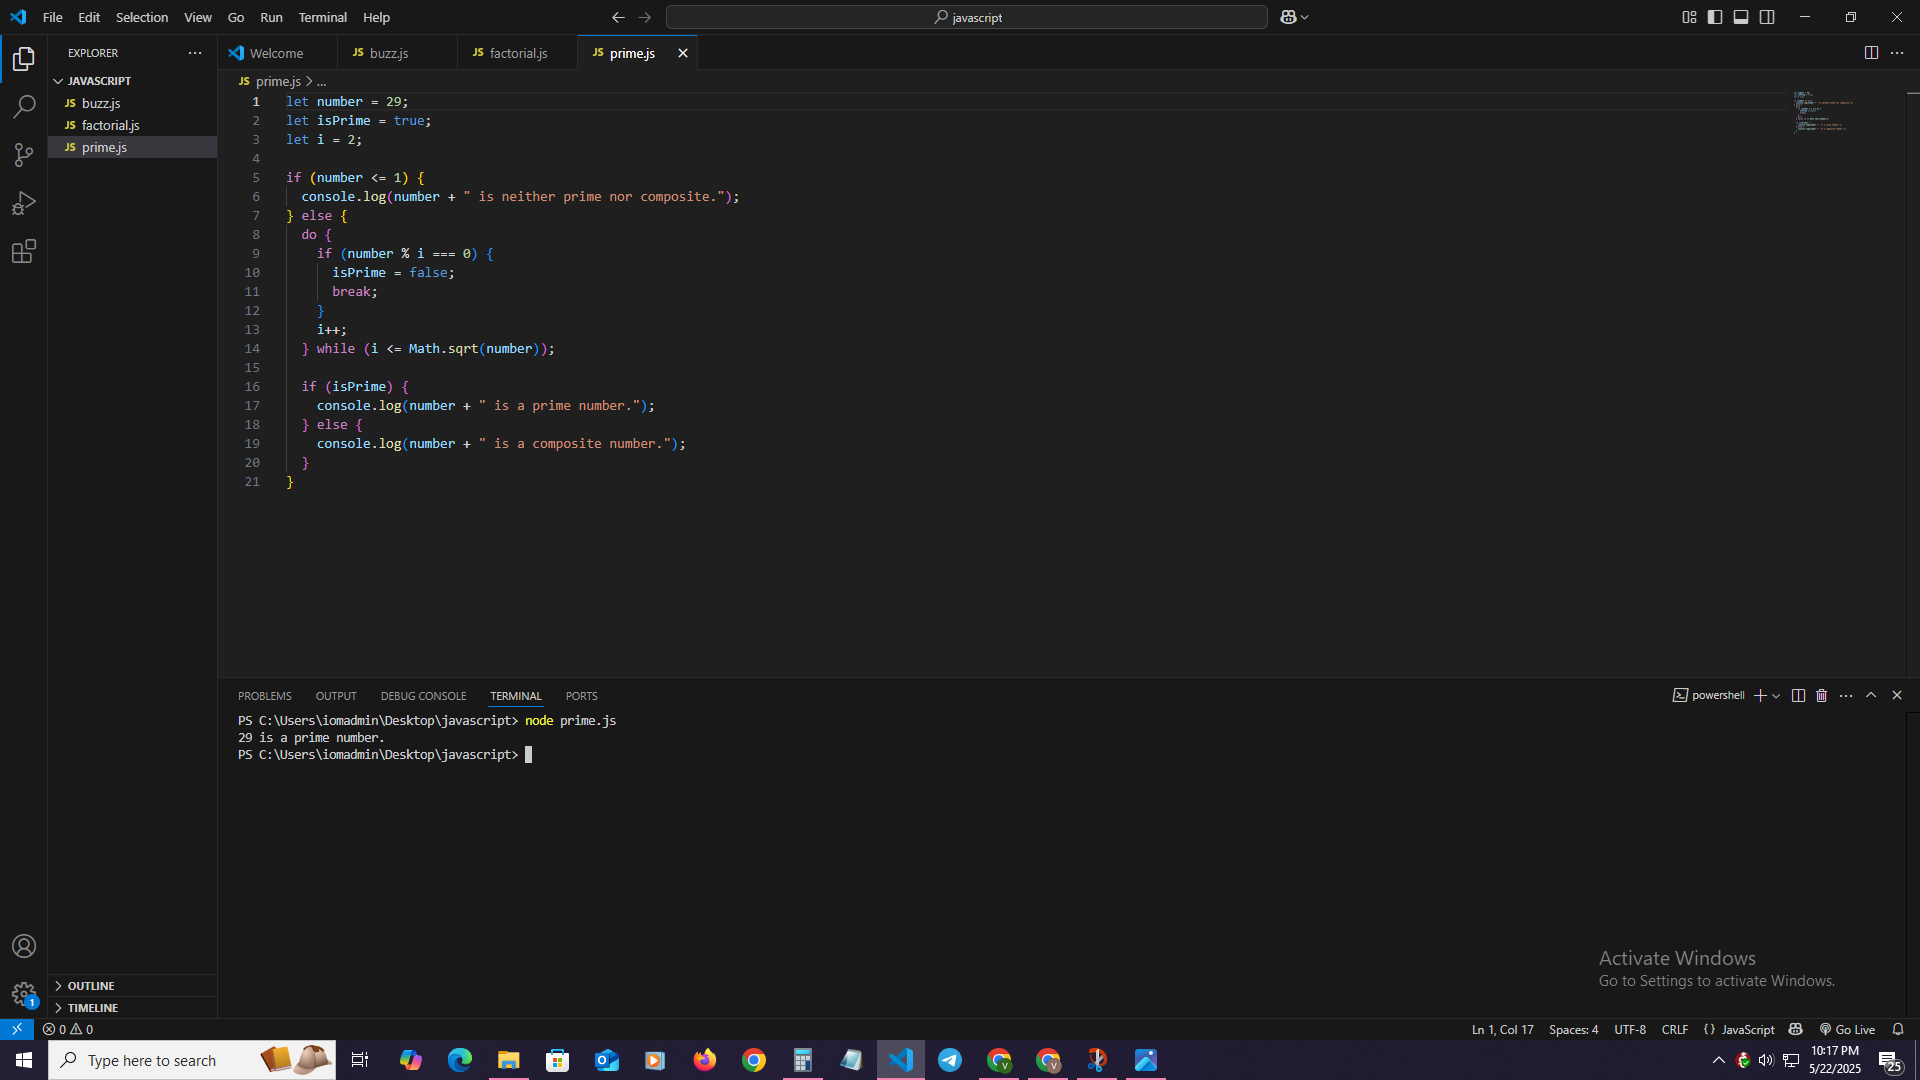 File Edit Selection View Go Run Terminal Help
javascript
EXPLORER
Welcome
JS buzz.js
JS factorial.js
JS prime.js
JAVASCRIPT
JS buzz.js
JS factorial.js
JS prime.js
JS prime.js > ...
1 let number = 29;
2 let isPrime = true;
3 let i = 2;
4
5 if (number <= 1) {
6 console.log(number + " is neither prime nor composite.");
7 } else {
8 do {
9 if (number % i === 0) {
10 isPrime = false;
11 break;
12 }
13 i++;
14 } while (i <= Math.sqrt(number));
15
16 if (isPrime) {
17 console.log(number + " is a prime number.");
18 } else {
19 console.log(number + " is a composite number.");
20 }
21 }
PROBLEMS OUTPUT DEBUG CONSOLE TERMINAL PORTS
powershell
PS C:\Users\iomadmin\Desktop\javascript> node prime.js
29 is a prime number.
PS C:\Users\iomadmin\Desktop\javascript>
Activate Windows
Go to Settings to activate Windows.
OUTLINE
TIMELINE
1
0 0
Ln 1, Col 17 Spaces: 4 UTF-8 CRLF {} JavaScript Go Live
Type here to search
10:17 PM
5/22/2025
25